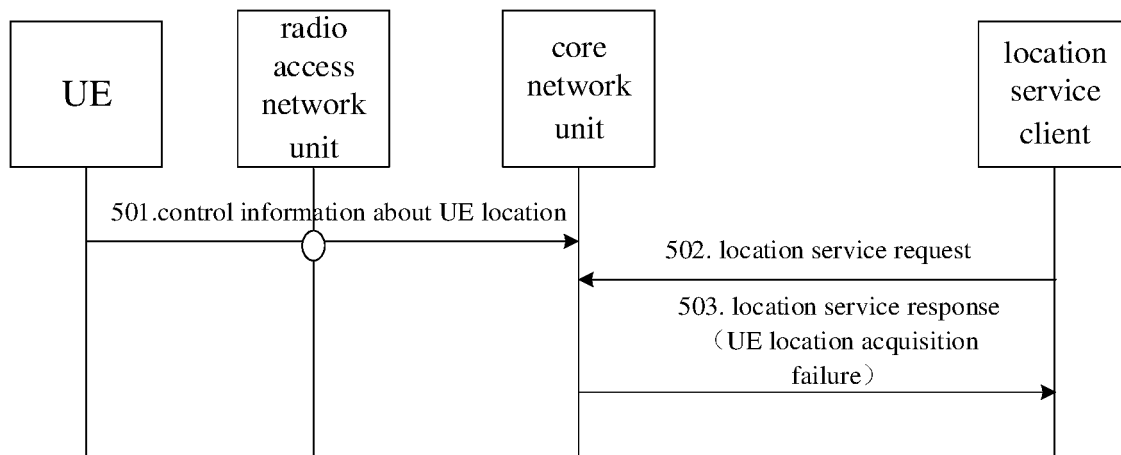 UE
radio
access
network
unit
core
network
unit
location
service
client
501.control information about UE location
502. location service request
503. location service response
（UE location acquisition
failure）